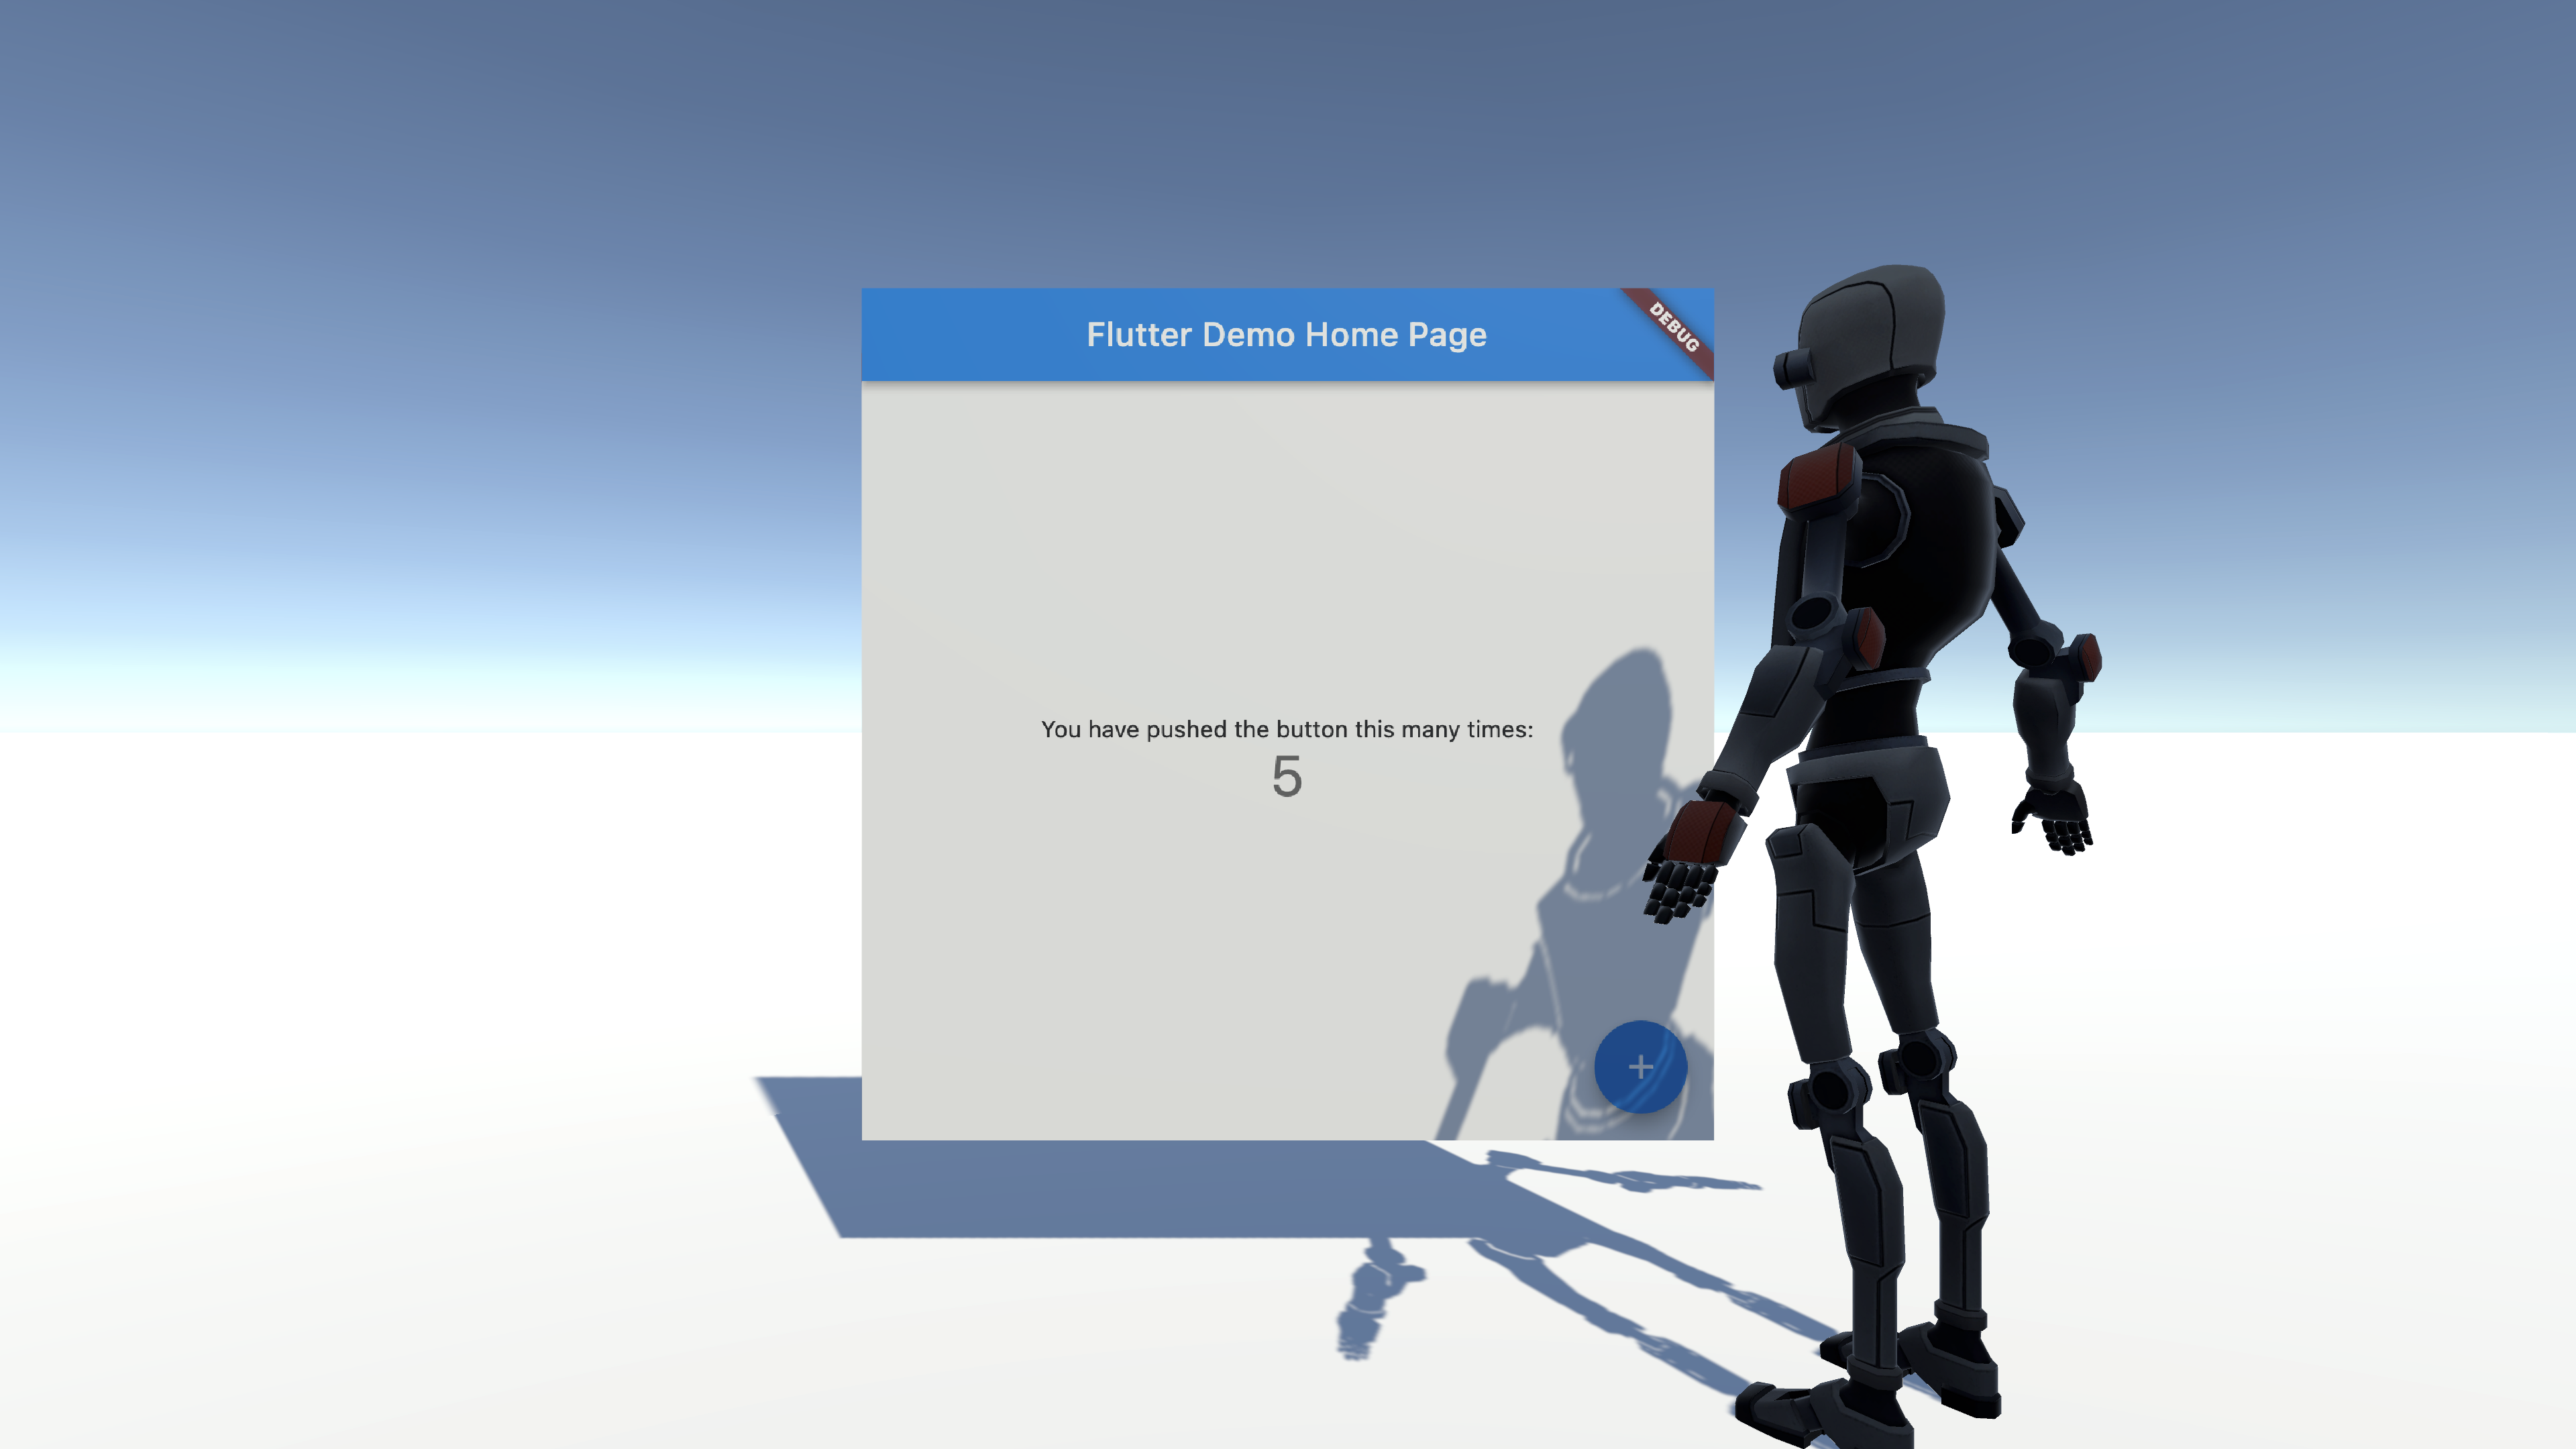 Flutter Demo Home Page
DEBUG
You have pushed the button this many times:
5
+